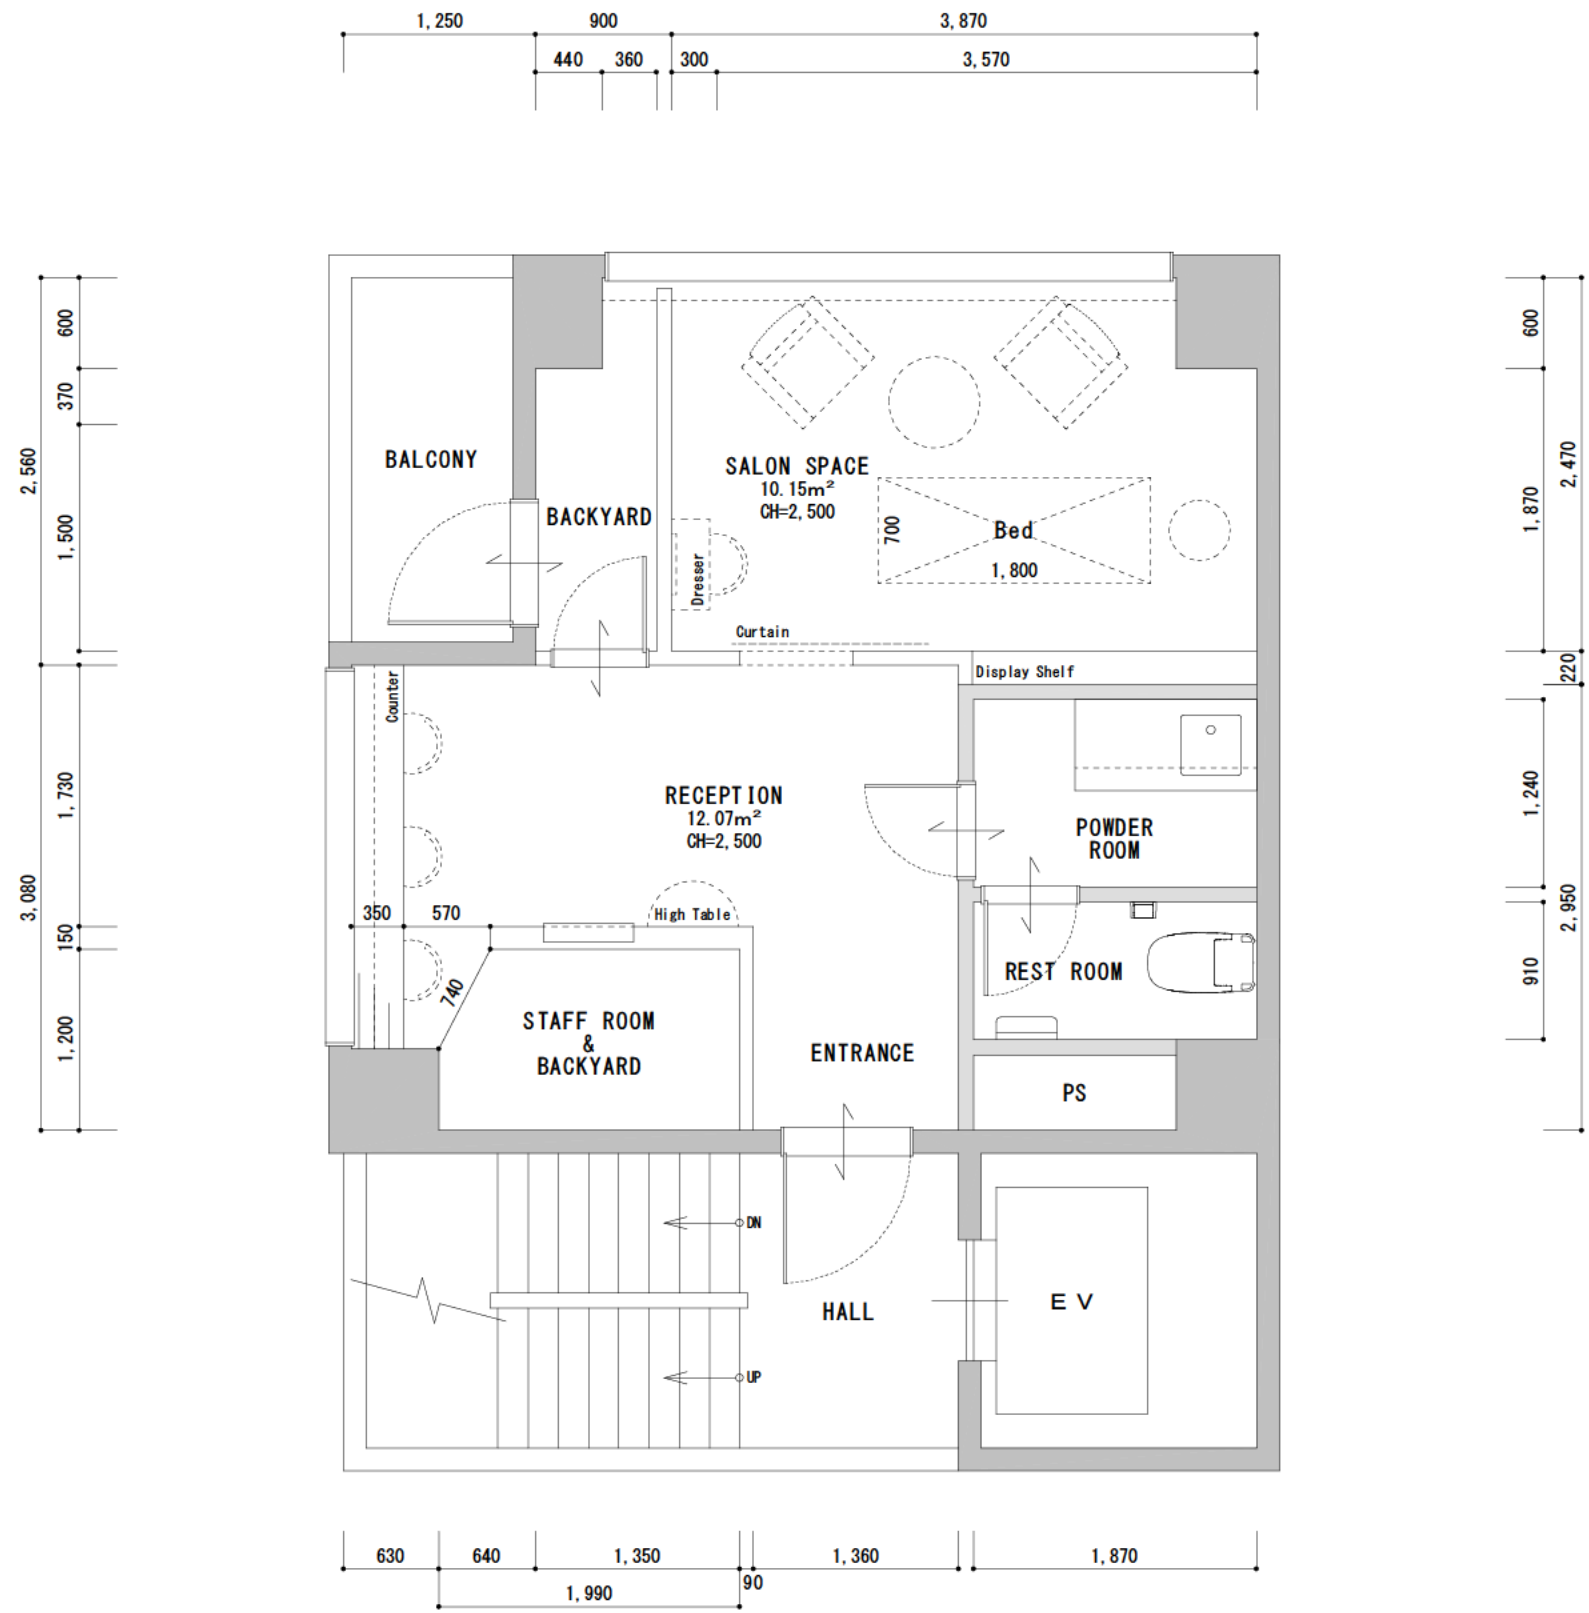 1,250
900
3,870
440
360
300
3,570
600
370
2,560
1,500
BALCONY
BACKYARD
SALON SPACE
10.15m²
CH=2,500
700
Bed
1,800
Dresser
Curtain
600
2,470
1,870
Display Shelf
220
Counter
1,730
3,080
150
1,200
RECEPTION
12.07m²
CH=2,500
POWDER
ROOM
1,240
350
570
High Table
740
STAFF ROOM
&
BACKYARD
REST ROOM
910
2,950
ENTRANCE
PS
DN
UP
HALL
EV
630
640
1,350
90
1,360
1,870
1,990